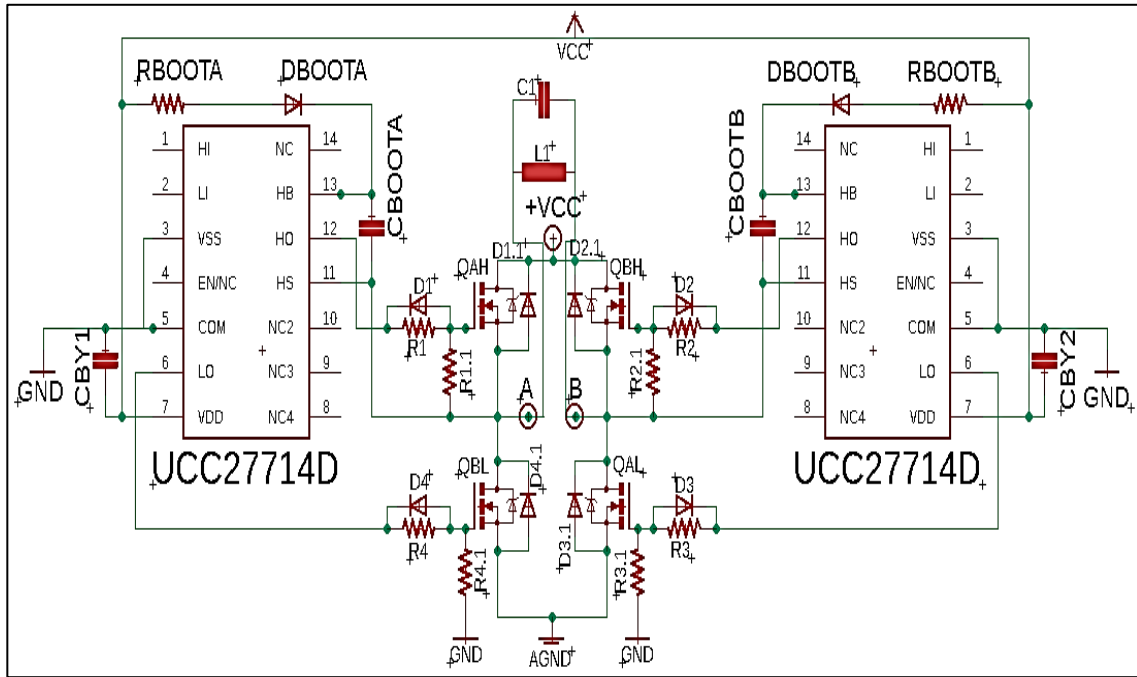 VCC
RBOOTA
DBOOTA
C1
DBOOTB
RBOOTB
1 HI NC 14
2 LI HB 13
3 VSS HO 12
4 EN/NC HS 11
5 COM NC2 10
6 LO NC3 9
7 VDD NC4 8
UCC27714D
CBOOTA
L1
+VCC
CBOOTB
14 NC HI 1
13 HB LI 2
12 HO VSS 3
11 HS EN/NC 4
10 NC2 COM 5
9 NC3 LO 6
8 NC4 VDD 7
UCC27714D
D1.1
D2.1
QAH
QBH
D1
D2
R1
R2
R1.1
R2.1
GND
CBY1
CBY2
GND
A
B
QBL
QAL
D4.1
D3.1
D4
D3
R4
R3
R4.1
R3.1
GND
AGND
GND